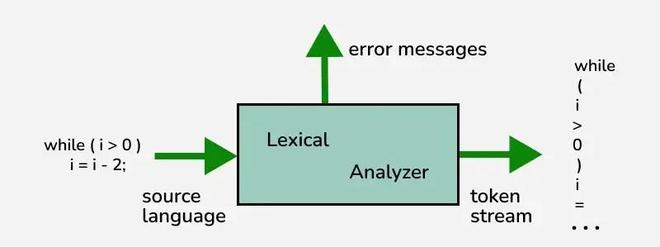 error messages
while ( i > 0 )
i = i - 2;
source
language
Lexical
Analyzer
token
stream
while
(
i
>
0
)
i
=
...